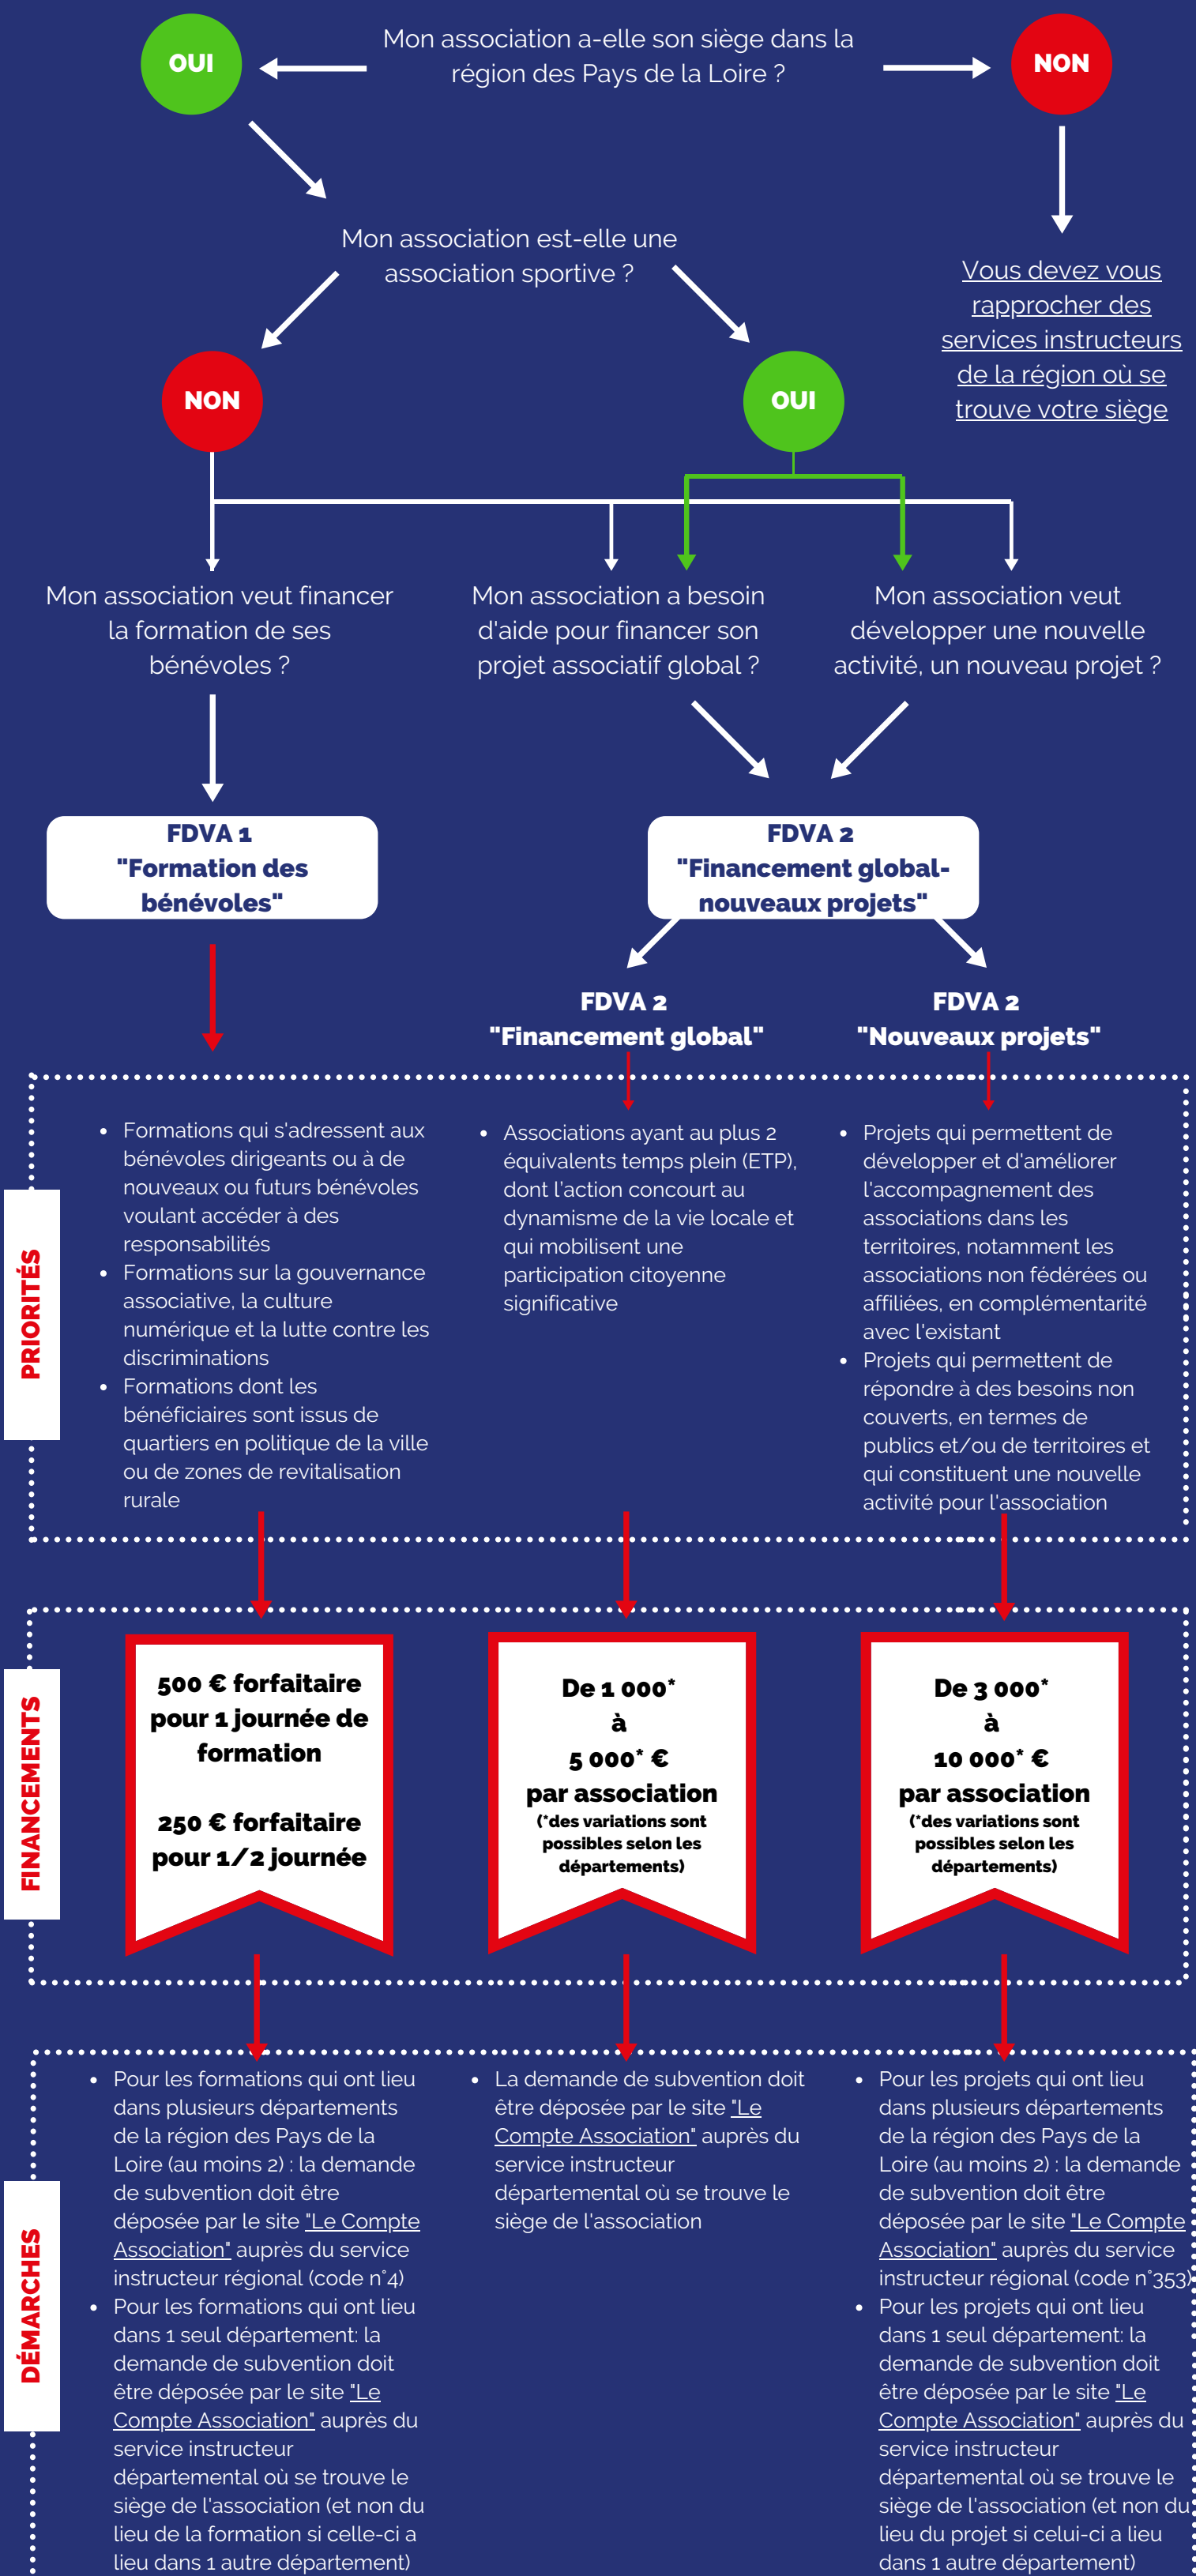 OUI
Mon association a-elle son siège dans la
région des Pays de la Loire ?
NON
Mon association est-elle une
association sportive ?
Vous devez vous
rapprocher des
services instructeurs
de la région où se
trouve votre siège
NON
OUI
Mon association veut financer
la formation de ses
bénévoles ?
Mon association a besoin
d'aide pour financer son
projet associatif global ?
Mon association veut
développer une nouvelle
activité, un nouveau projet ?
FDVA 1
"Formation des
bénévoles"
FDVA 2
"Financement global-
nouveaux projets"
FDVA 2
"Financement global"
FDVA 2
"Nouveaux projets"
PRIORITÉS
• Formations qui s'adressent aux
bénévoles dirigeants ou à de
nouveaux ou futurs bénévoles
voulant accéder à des
responsabilités
• Formations sur la gouvernance
associative, la culture
numérique et la lutte contre les
discriminations
• Formations dont les
bénéficiaires sont issus de
quartiers en politique de la ville
ou de zones de revitalisation
rurale
• Associations ayant au plus 2
équivalents temps plein (ETP),
dont l'action concourt au
dynamisme de la vie locale et
qui mobilisent une
participation citoyenne
significative
• Projets qui permettent de
développer et d'améliorer
l'accompagnement des
associations dans les
territoires, notamment les
associations non fédérées ou
affiliées, en complémentarité
avec l'existant
• Projets qui permettent de
répondre à des besoins non
couverts, en termes de
publics et/ou de territoires et
qui constituent une nouvelle
activité pour l'association
FINANCEMENTS
500 € forfaitaire
pour 1 journée de
formation
250 € forfaitaire
pour 1/2 journée
De 1 000*
à
5 000* €
par association
(*des variations sont
possibles selon les
départements)
De 3 000*
à
10 000* €
par association
(*des variations sont
possibles selon les
départements)
DÉMARCHES
• Pour les formations qui ont lieu
dans plusieurs départements
de la région des Pays de la
Loire (au moins 2) : la demande
de subvention doit être
déposée par le site "Le Compte
Association" auprès du service
instructeur régional (code n°4)
• Pour les formations qui ont lieu
dans 1 seul département: la
demande de subvention doit
être déposée par le site "Le
Compte Association" auprès du
service instructeur
départemental où se trouve le
siège de l'association (et non du
lieu de la formation si celle-ci a
lieu dans 1 autre département)
• La demande de subvention doit
être déposée par le site "Le
Compte Association" auprès du
service instructeur
départemental où se trouve le
siège de l'association
• Pour les projets qui ont lieu
dans plusieurs départements
de la région des Pays de la
Loire (au moins 2) : la demande
de subvention doit être
déposée par le site "Le Compte
Association" auprès du service
instructeur régional (code n°353)
• Pour les projets qui ont lieu
dans 1 seul département: la
demande de subvention doit
être déposée par le site "Le
Compte Association" auprès du
service instructeur
départemental où se trouve le
siège de l'association (et non du
lieu du projet si celui-ci a lieu
dans 1 autre département)